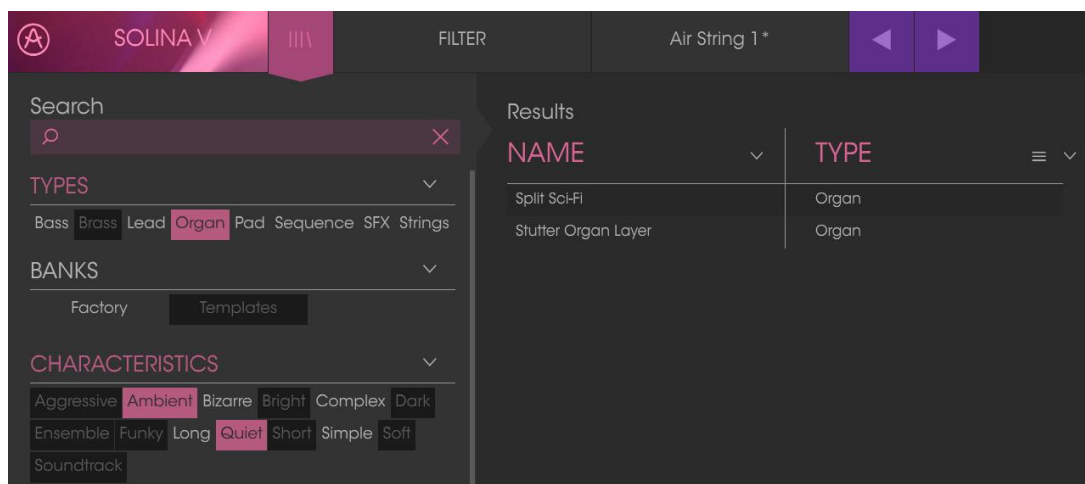 SOLINA V
FILTER
Air String 1*
Search
TYPES
Bass Brass Lead Organ Pad Sequence SFX Strings
BANKS
Factory Templates
CHARACTERISTICS
Aggressive Ambient Bizarre Bright Complex Dark
Ensemble Funky Long Quiet Short Simple Soft
Soundtrack
Results
NAME TYPE
Split Sci-Fi Organ
Stutter Organ Layer Organ